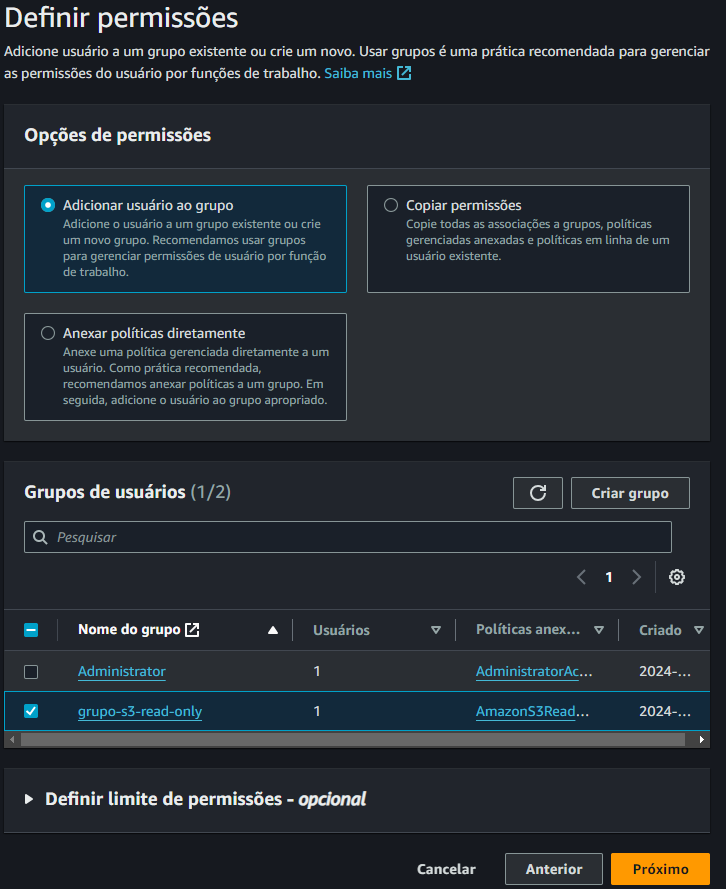 Definir permissões
Adicione usuário a um grupo existente ou crie um novo. Usar grupos é uma prática recomendada para gerenciar
as permissões do usuário por funções de trabalho. Saiba mais
Opções de permissões
Adicionar usuário ao grupo
Adicione o usuário a um grupo existente ou crie
um novo grupo. Recomendamos usar grupos
para gerenciar permissões de usuário por função
de trabalho.
Copiar permissões
Copie todas as associações a grupos, políticas
gerenciadas anexadas e políticas em linha de um
usuário existente.
Anexar políticas diretamente
Anexe uma política gerenciada diretamente a um
usuário. Como prática recomendada,
recomendamos anexar políticas a um grupo. Em
seguida, adicione o usuário ao grupo apropriado.
Grupos de usuários (1/2)
Criar grupo
Pesquisar
1
Nome do grupo Usuários Políticas anex... Criado
Administrator 1 AdministratorAc... 2024-...
grupo-s3-read-only 1 AmazonS3Read... 2024-...
Definir limite de permissões - opcional
Cancelar Anterior Próximo